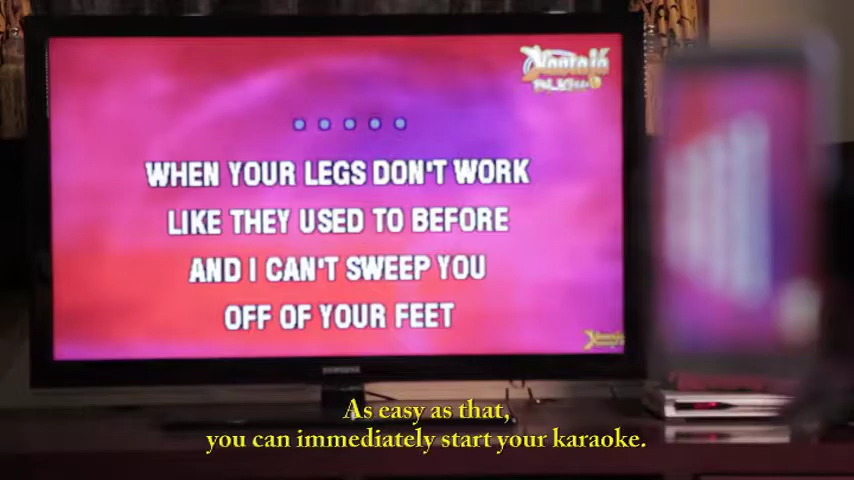 WHEN YOUR LEGS DON'T WORK
LIKE THEY USED TO BEFORE
AND I CAN'T SWEEP YOU
OFF OF YOUR FEET
SAMSUNG
As easy as that,
you can immediately start your karaoke.